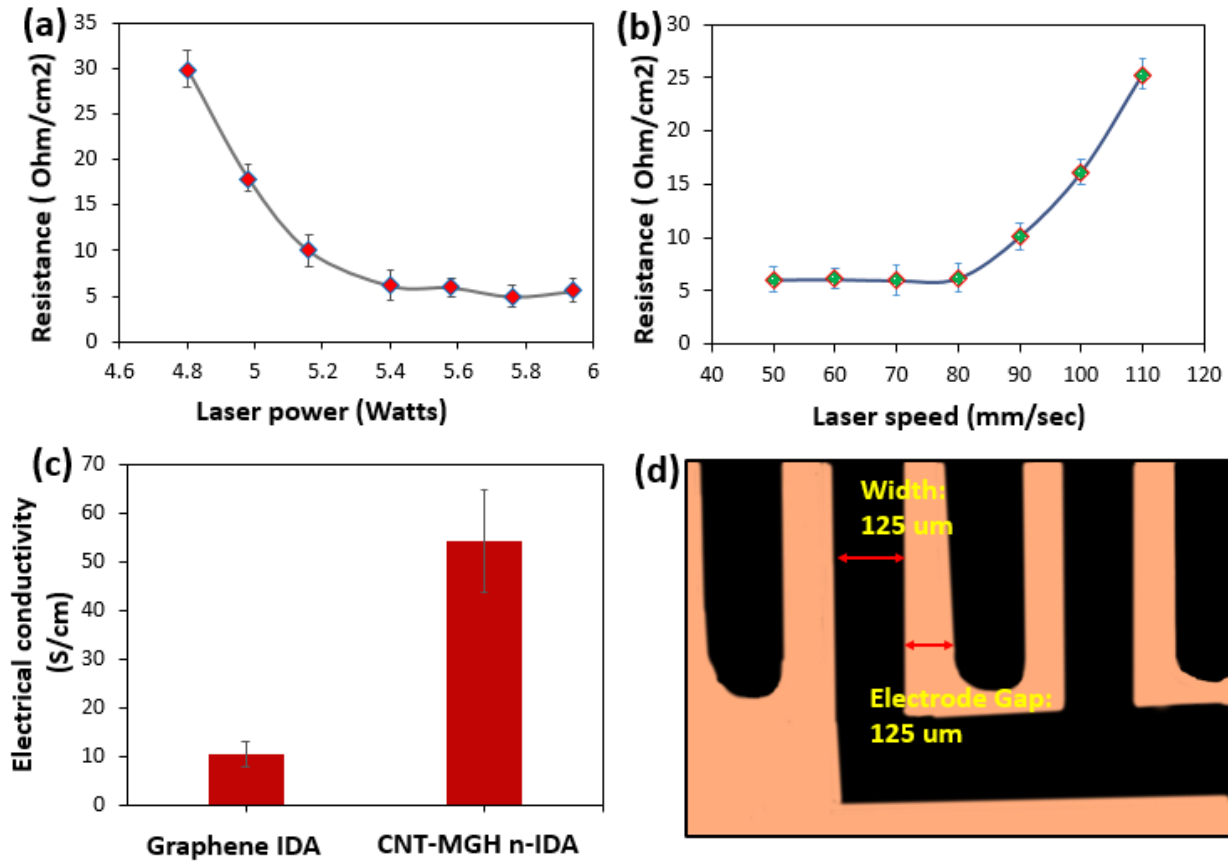 (a)
35
30
25
20
15
10
5
0
Resistance ( Ohm/cm2)
4.6 4.8 5 5.2 5.4 5.6 5.8 6
Laser power (Watts)
(b)
30
25
20
15
10
5
0
Resistance ( Ohm/cm2)
40 50 60 70 80 90 100 110 120
Laser speed (mm/sec)
(c)
70
60
50
40
30
20
10
0
Electrical conductivity
(S/cm)
Graphene IDA CNT-MGH n-IDA
(d)
Width:
125 um
Electrode Gap:
125 um